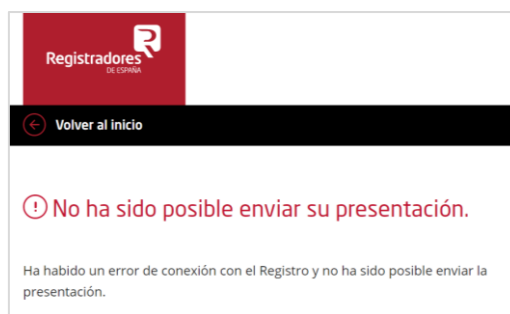 Registradores
DE ESPAÑA
Volver al inicio
No ha sido posible enviar su presentación.
Ha habido un error de conexión con el Registro y no ha sido posible enviar la
presentación.